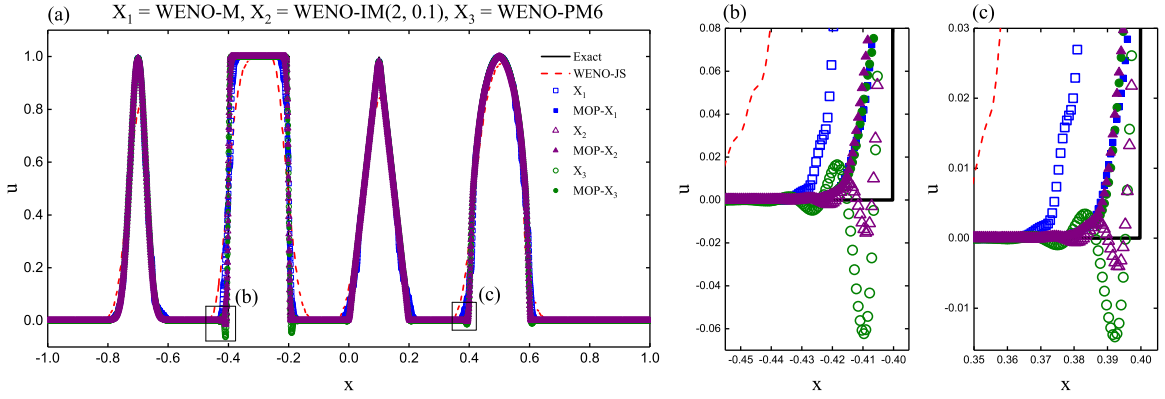 (a)
X₁ = WENO-M, X₂ = WENO-IM(2, 0.1), X₃ = WENO-PM6
1.0
0.8
0.6
0.4
0.2
0.0
u
-1.0 -0.8 -0.6 -0.4 -0.2 0.0 0.2 0.4 0.6 0.8 1.0
x
(b)
(c)
Exact
WENO-JS
X₁
MOP-X₁
X₂
MOP-X₂
X₃
MOP-X₃
(b)
0.08
0.06
0.04
0.02
0.00
-0.02
-0.04
-0.06
u
-0.45 -0.44 -0.43 -0.42 -0.41 -0.40
x
(c)
0.03
0.02
0.01
0.00
-0.01
u
0.35 0.36 0.37 0.38 0.39 0.40
x